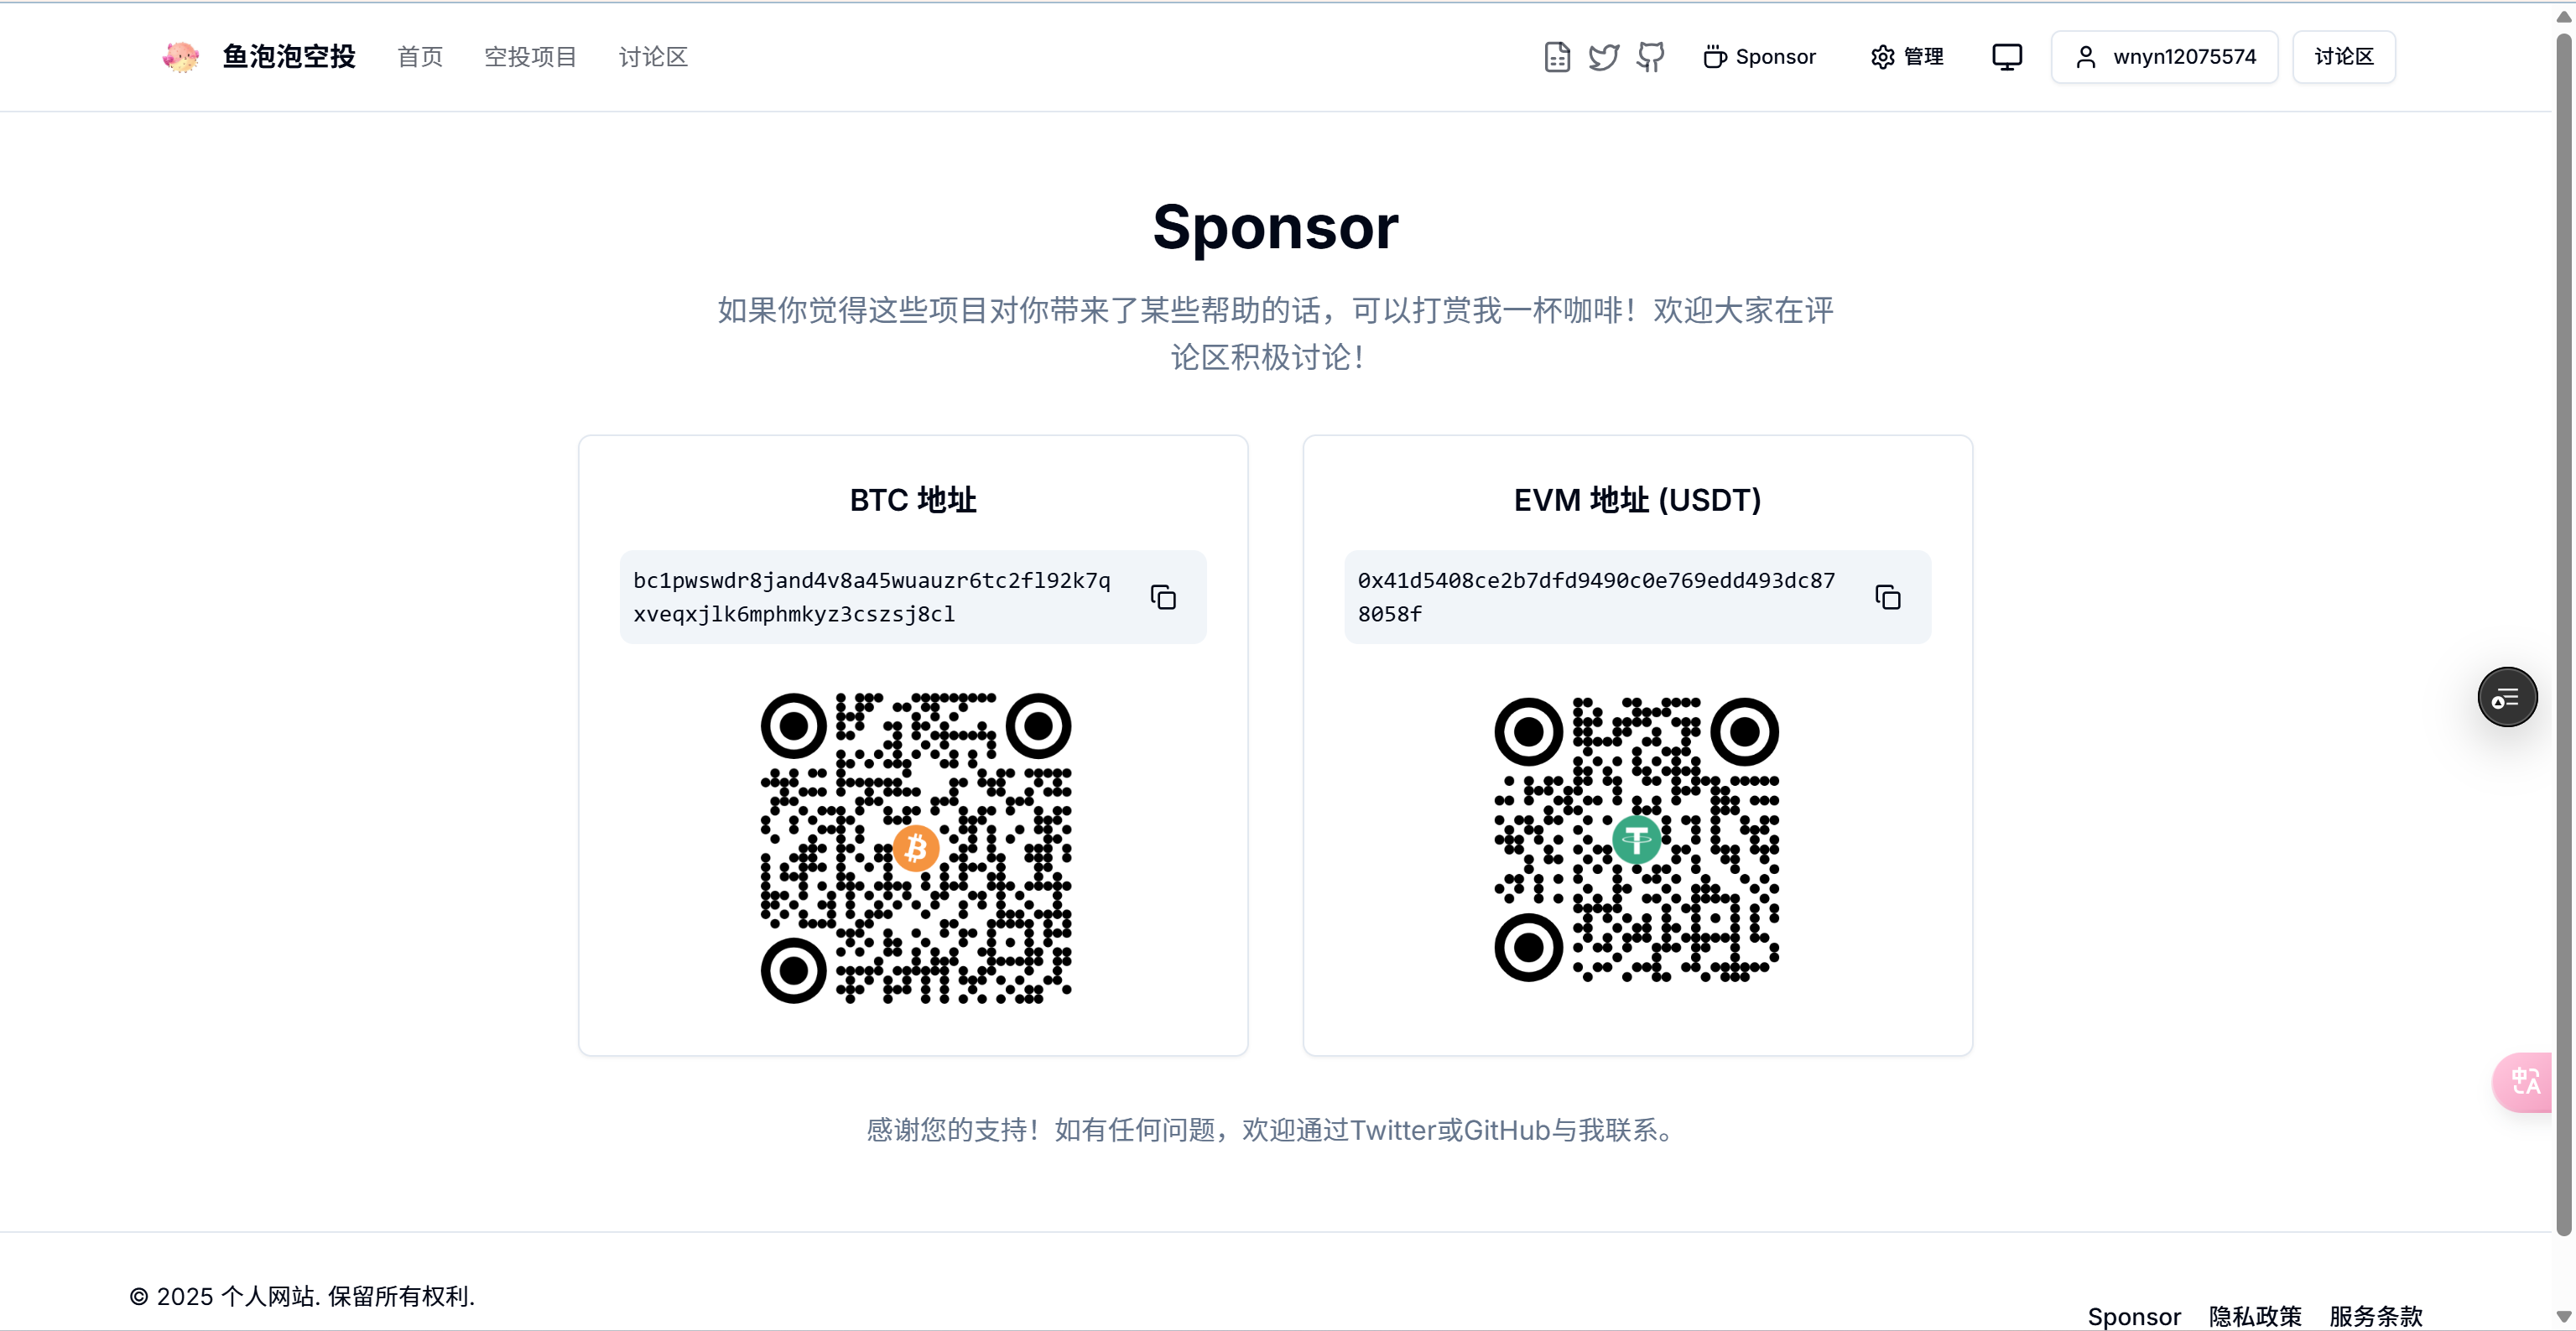 鱼泡泡空投 首页 空投项目 讨论区 Sponsor 管理 wnyn12075574 讨论区
Sponsor
如果你觉得这些项目对你带来了某些帮助的话，可以打赏我一杯咖啡！欢迎大家在评
论区积极讨论！
BTC 地址
bc1pwswdr8jand4v8a45wuauzr6tc2fl92k7q
xveqxjlk6mphmkyz3cszsj8cl
EVM 地址 (USDT)
0x41d5408ce2b7dfd9490c0e769edd493dc87
8058f
感谢您的支持！如有任何问题，欢迎通过Twitter或GitHub与我联系。
© 2025 个人网站. 保留所有权利.
Sponsor 隐私政策 服务条款